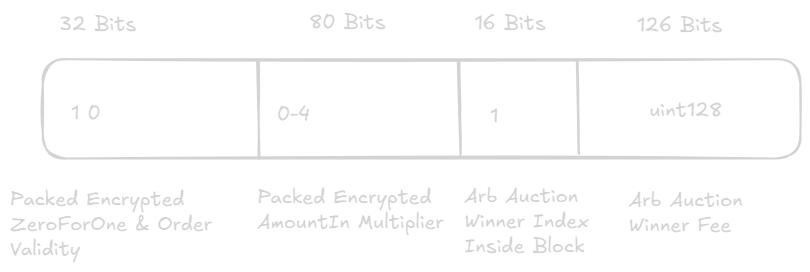 32 Bits
80 Bits
16 Bits
126 Bits
1 0
0-4
1
uint128
Packed Encrypted
ZeroForOne & Order
Validity
Packed Encrypted
AmountIn Multiplier
Arb Auction
Winner Index
Inside Block
Arb Auction
Winner Fee